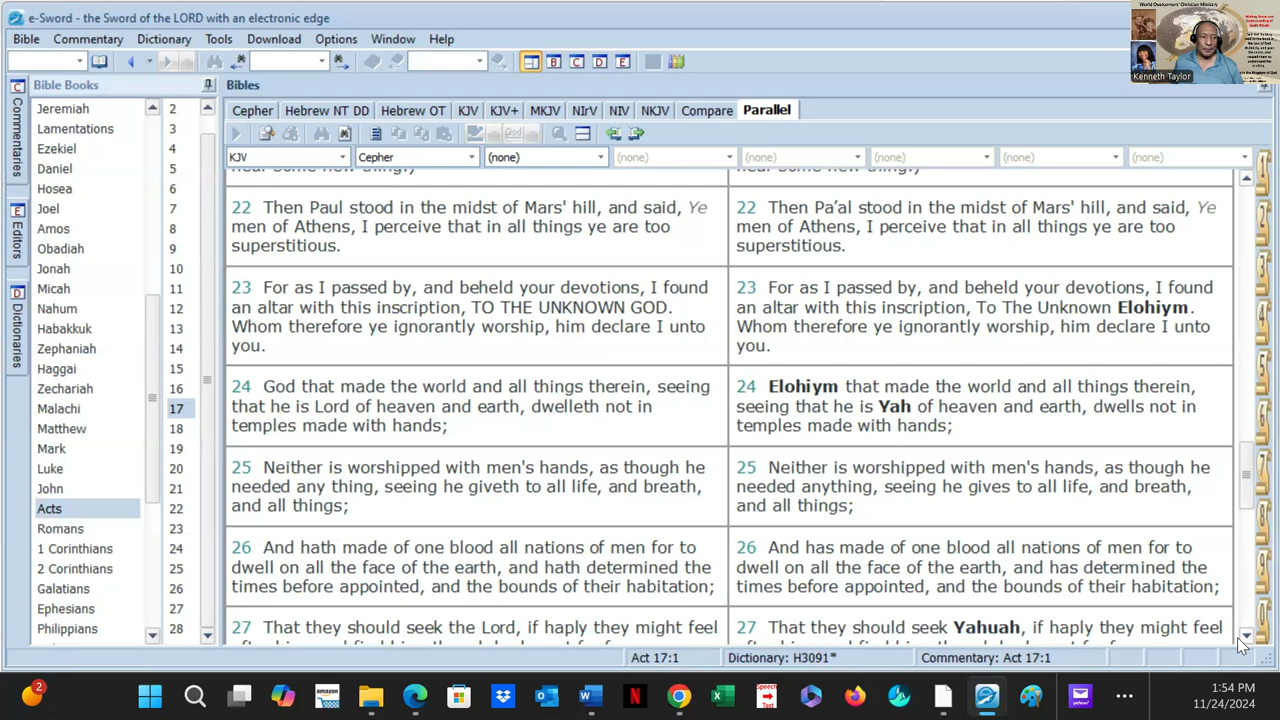 e-Sword - the Sword of the LORD with an electronic edge
Bible Commentary Dictionary Tools Download Options Window Help
World Overcomers' Christian Ministry
Kenneth Taylor
Commentaries
Editors
Dictionaries
Bible Books
Jeremiah 2
Lamentations 3
Ezekiel 4
Daniel 5
Hosea 6
Joel 7
Amos 8
Obadiah 9
Jonah 10
Micah 11
Nahum 12
Habakkuk 13
Zephaniah 14
Haggai 15
Zechariah 16
Malachi 17
Matthew 18
Mark 19
Luke 20
John 21
Acts 22
Romans 23
1 Corinthians 24
2 Corinthians 25
Galatians 26
Ephesians 27
Philippians 28
Bibles
Cepher Hebrew NT DD Hebrew OT KJV KJV+ MKJV NIrV NIV NKJV Compare Parallel
KJV Cepher (none) (none) (none) (none) (none) (none)
22 Then Paul stood in the midst of Mars' hill, and said, Ye
men of Athens, I perceive that in all things ye are too
superstitious.
23 For as I passed by, and beheld your devotions, I found
an altar with this inscription, TO THE UNKNOWN GOD.
Whom therefore ye ignorantly worship, him declare I unto
you.
24 God that made the world and all things therein, seeing
that he is Lord of heaven and earth, dwelleth not in
temples made with hands;
25 Neither is worshipped with men's hands, as though he
needed any thing, seeing he giveth to all life, and breath,
and all things;
26 And hath made of one blood all nations of men for to
dwell on all the face of the earth, and hath determined the
times before appointed, and the bounds of their habitation;
27 That they should seek the Lord, if haply they might feel
22 Then Pa’al stood in the midst of Mars' hill, and said, Ye
men of Athens, I perceive that in all things ye are too
superstitious.
23 For as I passed by, and beheld your devotions, I found
an altar with this inscription, To The Unknown Elohiym.
Whom therefore ye ignorantly worship, him declare I unto
you.
24 Elohiym that made the world and all things therein,
seeing that he is Yah of heaven and earth, dwells not in
temples made with hands;
25 Neither is worshipped with men's hands, as though he
needed anything, seeing he gives to all life, and breath,
and all things;
26 And has made of one blood all nations of men for to
dwell on all the face of the earth, and has determined the
times before appointed, and the bounds of their habitation;
27 That they should seek Yahuah, if haply they might feel
Act 17:1 Dictionary: H3091* Commentary: Act 17:1
1:54 PM
11/24/2024